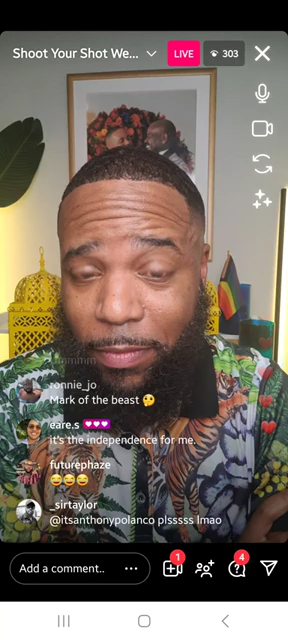 Shoot Your Shot We...
LIVE
303
ronnie_jo
Mark of the beast 🤔
eare.s
it's the independence for me.
futurephaze
😂😂😂
_sirtaylor
@itsanthonypolanco plsssss lmao
1
4
Add a comment..